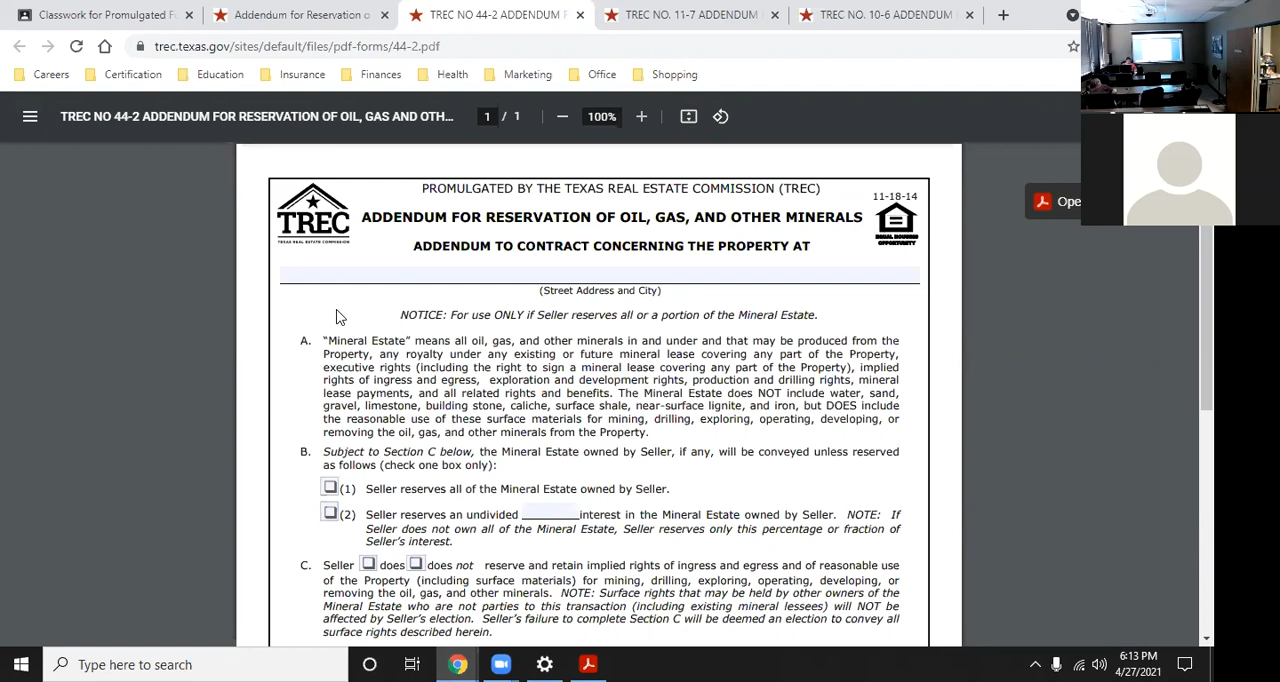 Classwork for Promulgated F
Addendum for Reservation o
TREC NO 44-2 ADDENDUM F
TREC NO. 11-7 ADDENDUM
TREC NO. 10-6 ADDENDUM
trec.texas.gov/sites/default/files/pdf-forms/44-2.pdf
Careers Certification Education Insurance Finances Health Marketing Office Shopping
TREC NO 44-2 ADDENDUM FOR RESERVATION OF OIL, GAS AND OTH... 1 / 1 100%
Ope
PROMULGATED BY THE TEXAS REAL ESTATE COMMISSION (TREC)
11-18-14
TREC
TEXAS REAL ESTATE COMMISSION
ADDENDUM FOR RESERVATION OF OIL, GAS, AND OTHER MINERALS
EQUAL HOUSING
OPPORTUNITY
ADDENDUM TO CONTRACT CONCERNING THE PROPERTY AT
(Street Address and City)
NOTICE: For use ONLY if Seller reserves all or a portion of the Mineral Estate.
A. “Mineral Estate” means all oil, gas, and other minerals in and under and that may be produced from the
Property, any royalty under any existing or future mineral lease covering any part of the Property,
executive rights (including the right to sign a mineral lease covering any part of the Property), implied
rights of ingress and egress, exploration and development rights, production and drilling rights, mineral
lease payments, and all related rights and benefits. The Mineral Estate does NOT include water, sand,
gravel, limestone, building stone, caliche, surface shale, near-surface lignite, and iron, but DOES include
the reasonable use of these surface materials for mining, drilling, exploring, operating, developing, or
removing the oil, gas, and other minerals from the Property.
B. Subject to Section C below, the Mineral Estate owned by Seller, if any, will be conveyed unless reserved
as follows (check one box only):
(1) Seller reserves all of the Mineral Estate owned by Seller.
(2) Seller reserves an undivided ________interest in the Mineral Estate owned by Seller. NOTE: If
Seller does not own all of the Mineral Estate, Seller reserves only this percentage or fraction of
Seller’s interest.
C. Seller does does not reserve and retain implied rights of ingress and egress and of reasonable use
of the Property (including surface materials) for mining, drilling, exploring, operating, developing, or
removing the oil, gas, and other minerals. NOTE: Surface rights that may be held by other owners of the
Mineral Estate who are not parties to this transaction (including existing mineral lessees) will NOT be
affected by Seller’s election. Seller’s failure to complete Section C will be deemed an election to convey all
surface rights described herein.
Type here to search
6:13 PM
4/27/2021